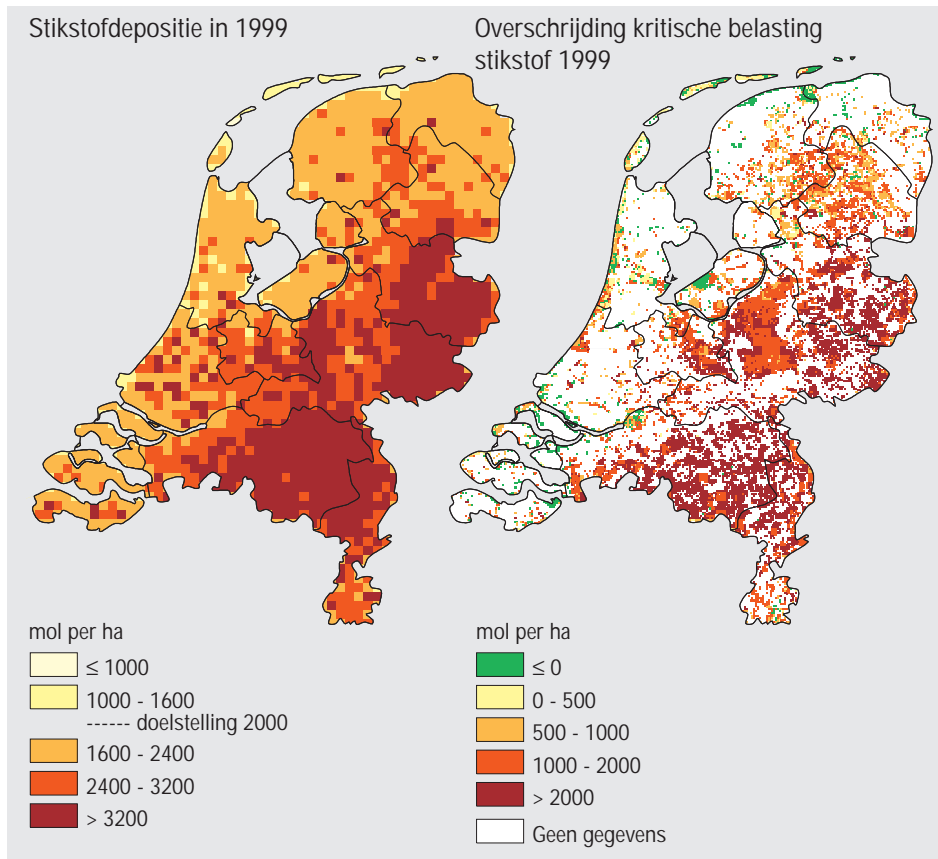 Stikstofdepositie in 1999
Overschrijding kritische belasting
stikstof 1999
mol per ha
≤ 1000
1000 - 1600
------ doelstelling 2000
1600 - 2400
2400 - 3200
> 3200
mol per ha
≤ 0
0 - 500
500 - 1000
1000 - 2000
> 2000
Geen gegevens